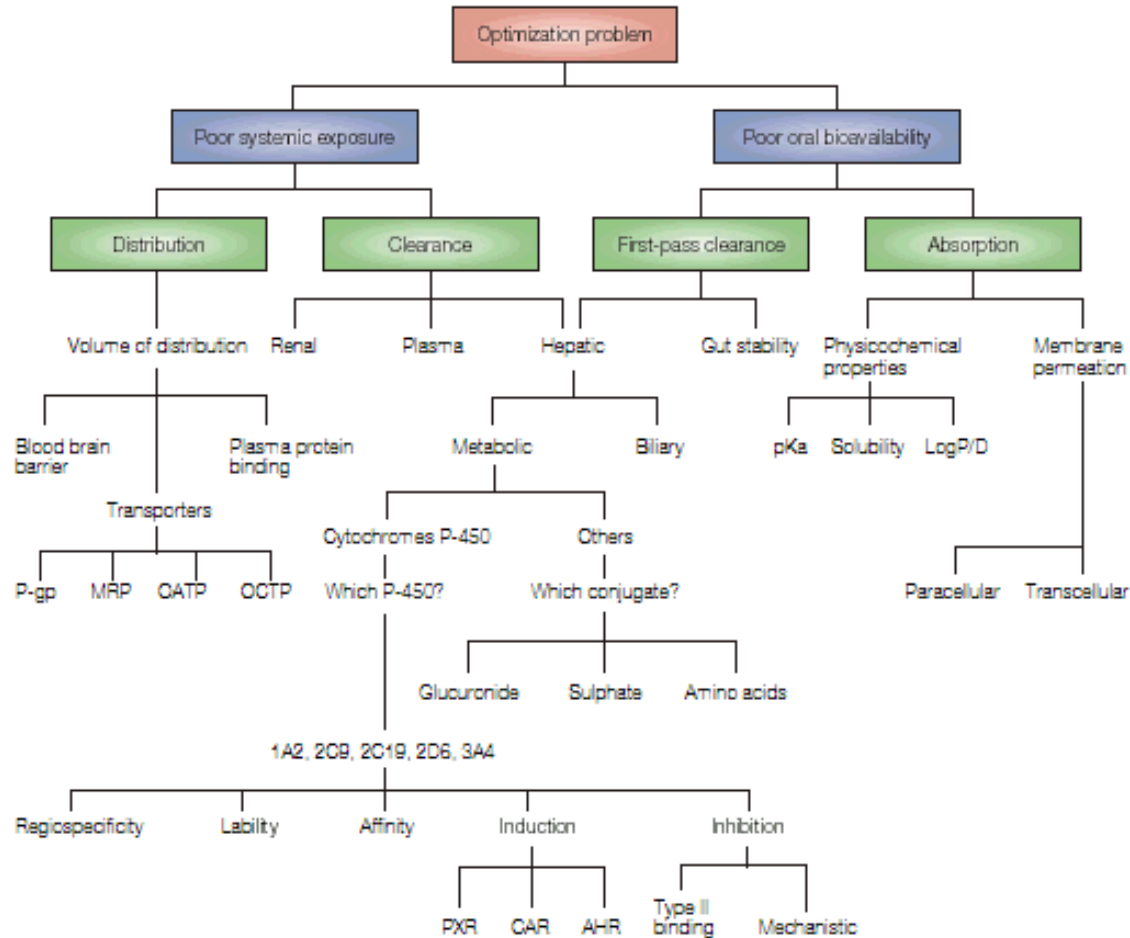 Optimization problem
Poor systemic exposure
Poor oral bioavailability
Distribution
Clearance
First-pass clearance
Absorption
Volume of distribution
Renal
Plasma
Hepatic
Gut stability
Physicochemical
properties
Membrane
permeation
Blood brain
barrier
Plasma protein
binding
Metabolic
Biliary
pKa
Solubility
LogP/D
Transporters
Cytochromes P-450
Others
P-gp
MRP
OATP
OCTP
Which P-450?
Which conjugate?
Paracellular
Transcellular
Glucuronide
Sulphate
Amino acids
1A2, 2C9, 2C19, 2D6, 3A4
Regiospecificity
Lability
Affinity
Induction
Inhibition
PXR
CAR
AHR
Type II
binding
Mechanistic